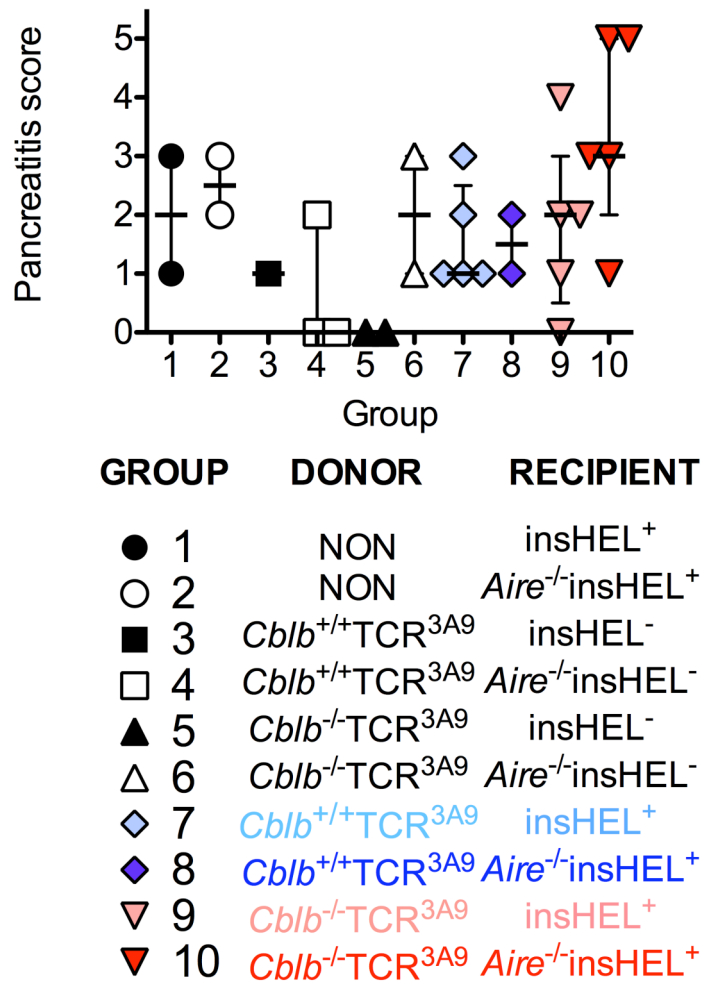 Pancreatitis score
5
4
3
2
1
0
1 2 3 4 5 6 7 8 9 10
Group
GROUP DONOR RECIPIENT
1 NON insHEL⁺
2 NON Aire⁻/⁻insHEL⁺
3 Cblb⁺/⁺TCR³ᴬ⁹ insHEL⁻
4 Cblb⁺/⁺TCR³ᴬ⁹ Aire⁻/⁻insHEL⁻
5 Cblb⁻/⁻TCR³ᴬ⁹ insHEL⁻
6 Cblb⁻/⁻TCR³ᴬ⁹ Aire⁻/⁻insHEL⁻
7 Cblb⁺/⁺TCR³ᴬ⁹ insHEL⁺
8 Cblb⁺/⁺TCR³ᴬ⁹ Aire⁻/⁻insHEL⁺
9 Cblb⁻/⁻TCR³ᴬ⁹ insHEL⁺
10 Cblb⁻/⁻TCR³ᴬ⁹ Aire⁻/⁻insHEL⁺